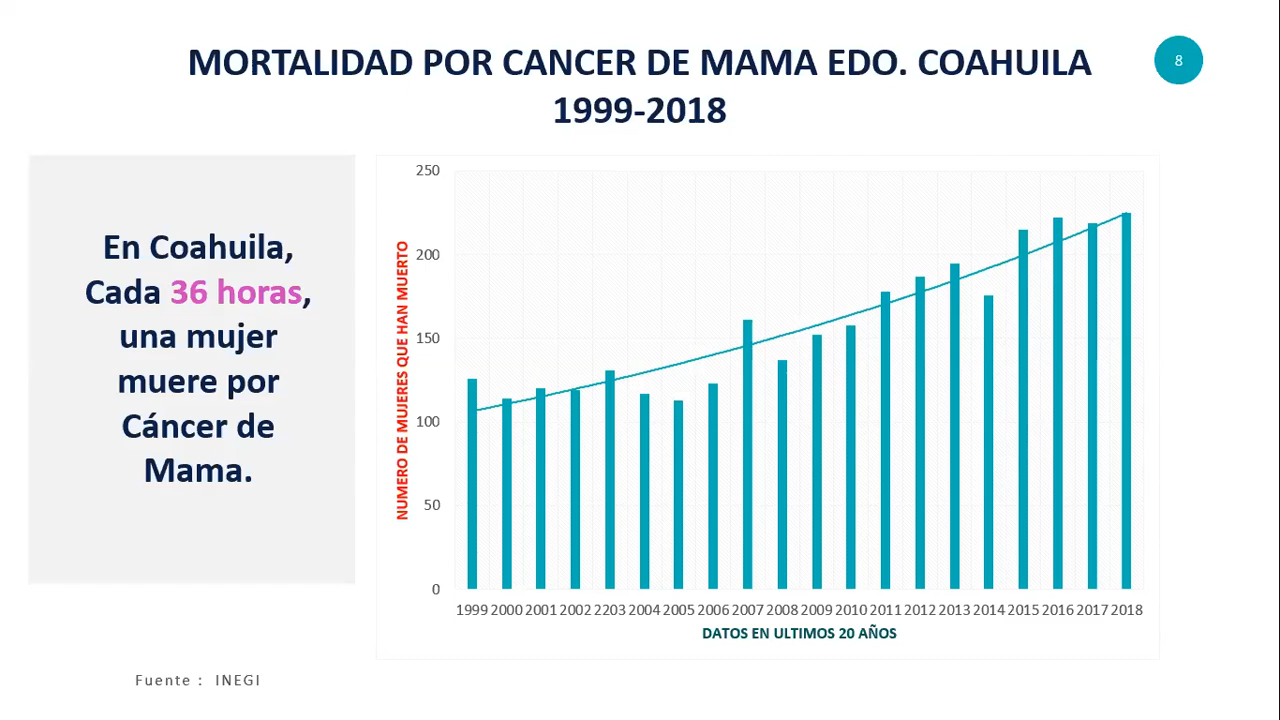 MORTALIDAD POR CANCER DE MAMA EDO. COAHUILA
1999-2018
8
En Coahuila,
Cada 36 horas,
una mujer
muere por
Cáncer de
Mama.
NUMERO DE MUJERES QUE HAN MUERTO
250
200
150
100
50
0
1999 2000 2001 2002 2203 2004 2005 2006 2007 2008 2009 2010 2011 2012 2013 2014 2015 2016 2017 2018
DATOS EN ULTIMOS 20 AÑOS
Fuente : INEGI